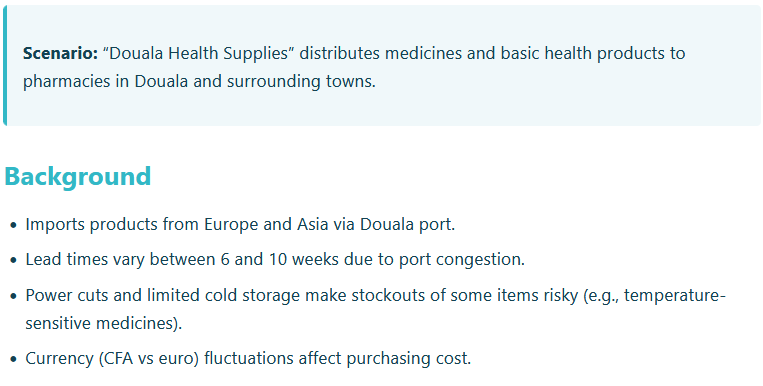 Scenario: “Douala Health Supplies” distributes medicines and basic health products to
pharmacies in Douala and surrounding towns.
Background
• Imports products from Europe and Asia via Douala port.
• Lead times vary between 6 and 10 weeks due to port congestion.
• Power cuts and limited cold storage make stockouts of some items risky (e.g., temperature-
sensitive medicines).
• Currency (CFA vs euro) fluctuations affect purchasing cost.